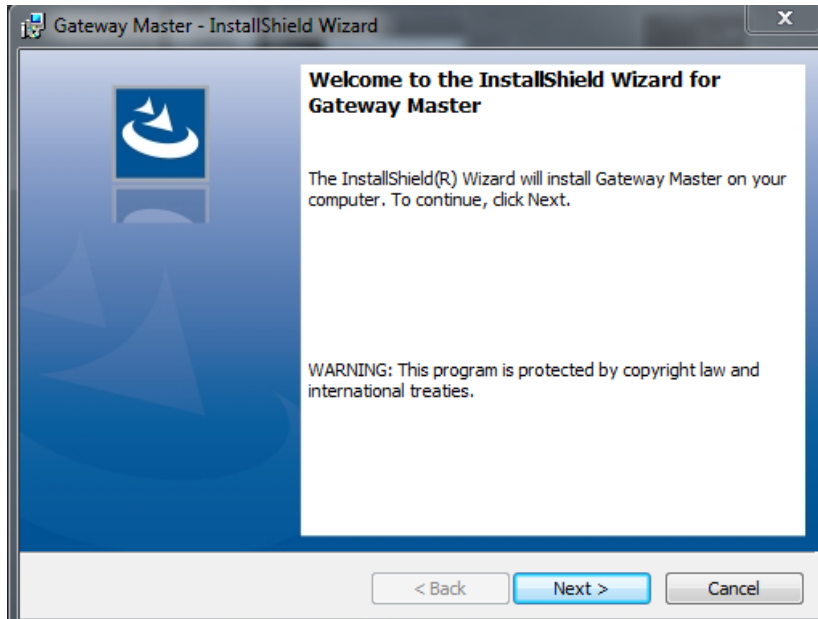 Gateway Master - InstallShield Wizard
X
Welcome to the InstallShield Wizard for
Gateway Master
The InstallShield(R) Wizard will install Gateway Master on your
computer. To continue, click Next.
WARNING: This program is protected by copyright law and
international treaties.
< Back
Next >
Cancel